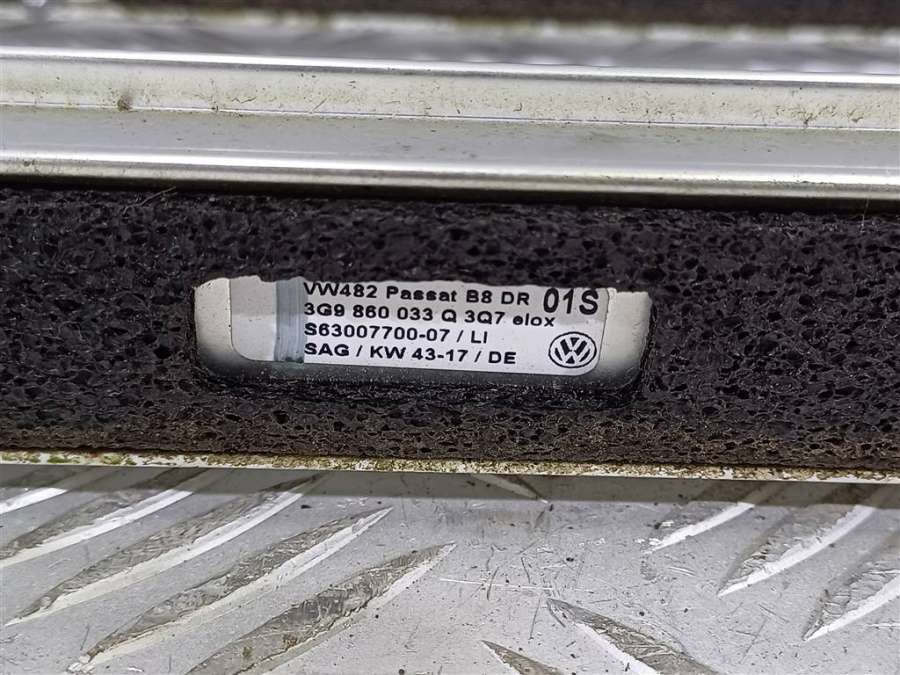 VW482 Passat B8 DR 01S
3G9 860 033 Q 3Q7 elox
S63007700-07 / LI
SAG / KW 43-17 / DE